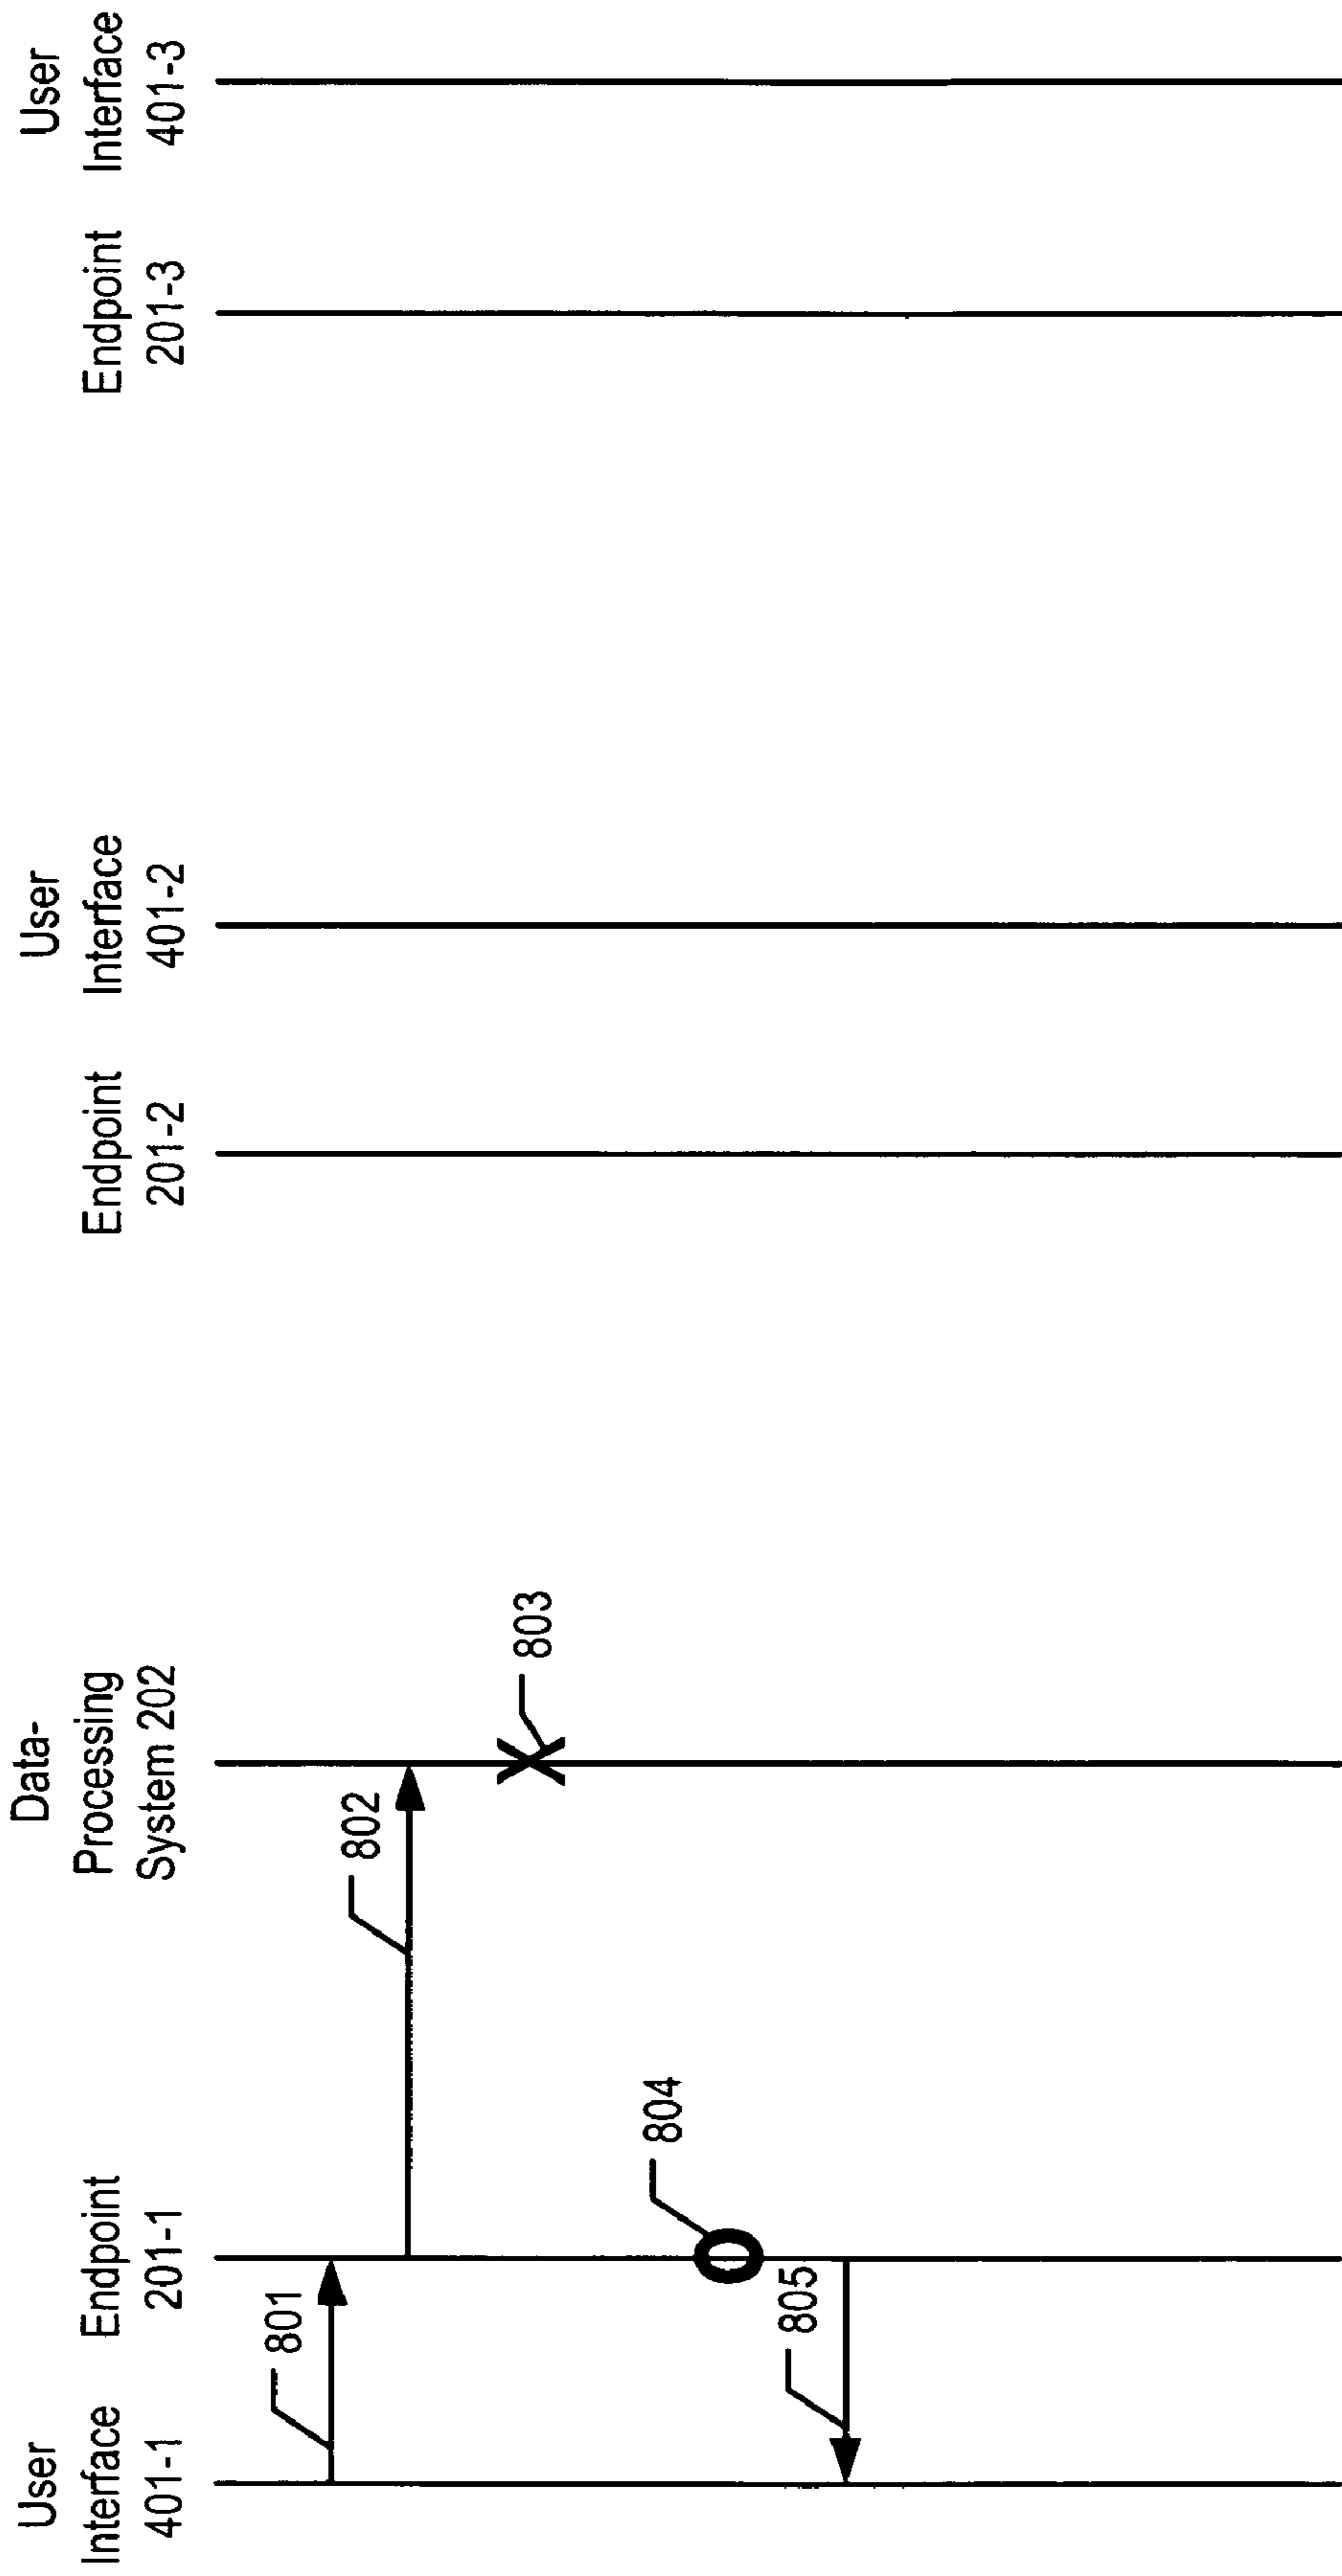 User
Interface
401-1
Endpoint
201-1
Data-
Processing
System 202
Endpoint
201-2
User
Interface
401-2
Endpoint
201-3
User
Interface
401-3
801
802
803
804
805